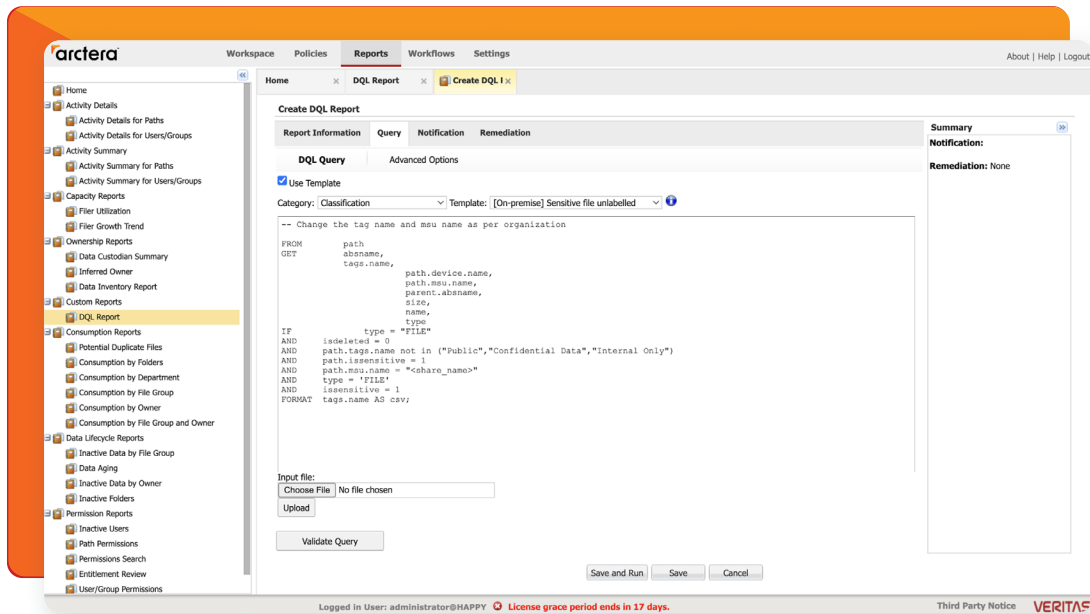 arctera
Workspace Policies Reports Workflows Settings
About | Help | Logout
Home
Activity Details
Activity Details for Paths
Activity Details for Users/Groups
Activity Summary
Activity Summary for Paths
Activity Summary for Users/Groups
Capacity Reports
Filer Utilization
Filer Growth Trend
Ownership Reports
Data Custodian Summary
Inferred Owner
Data Inventory Report
Custom Reports
DQL Report
Consumption Reports
Potential Duplicate Files
Consumption by Folders
Consumption by Department
Consumption by File Group
Consumption by Owner
Consumption by File Group and Owner
Data Lifecycle Reports
Inactive Data by File Group
Data Aging
Inactive Data by Owner
Inactive Folders
Permission Reports
Inactive Users
Path Permissions
Permissions Search
Entitlement Review
User/Group Permissions
Home x DQL Report x Create DQL I x
Create DQL Report
Report Information Query Notification Remediation
DQL Query Advanced Options
Use Template
Category: Classification Template: [On-premise] Sensitive file unlabelled
-- Change the tag name and msu name as per organization
FROM path
GET absname,
tags.name,
path.device.name,
path.msu.name,
parent.absname,
size,
name,
type
IF type = "FILE"
AND isdeleted = 0
AND path.tags.name not in ("Public","Confidential Data","Internal Only")
AND path.issensitive = 1
AND path.msu.name = "<share_name>"
AND type = 'FILE'
AND issensitive = 1
FORMAT tags.name AS csv;
Input file:
Choose File No file chosen
Upload
Validate Query
Save and Run Save Cancel
Summary
Notification:
Remediation: None
Logged in User: administrator@HAPPY License grace period ends in 17 days.
Third Party Notice VERITAS